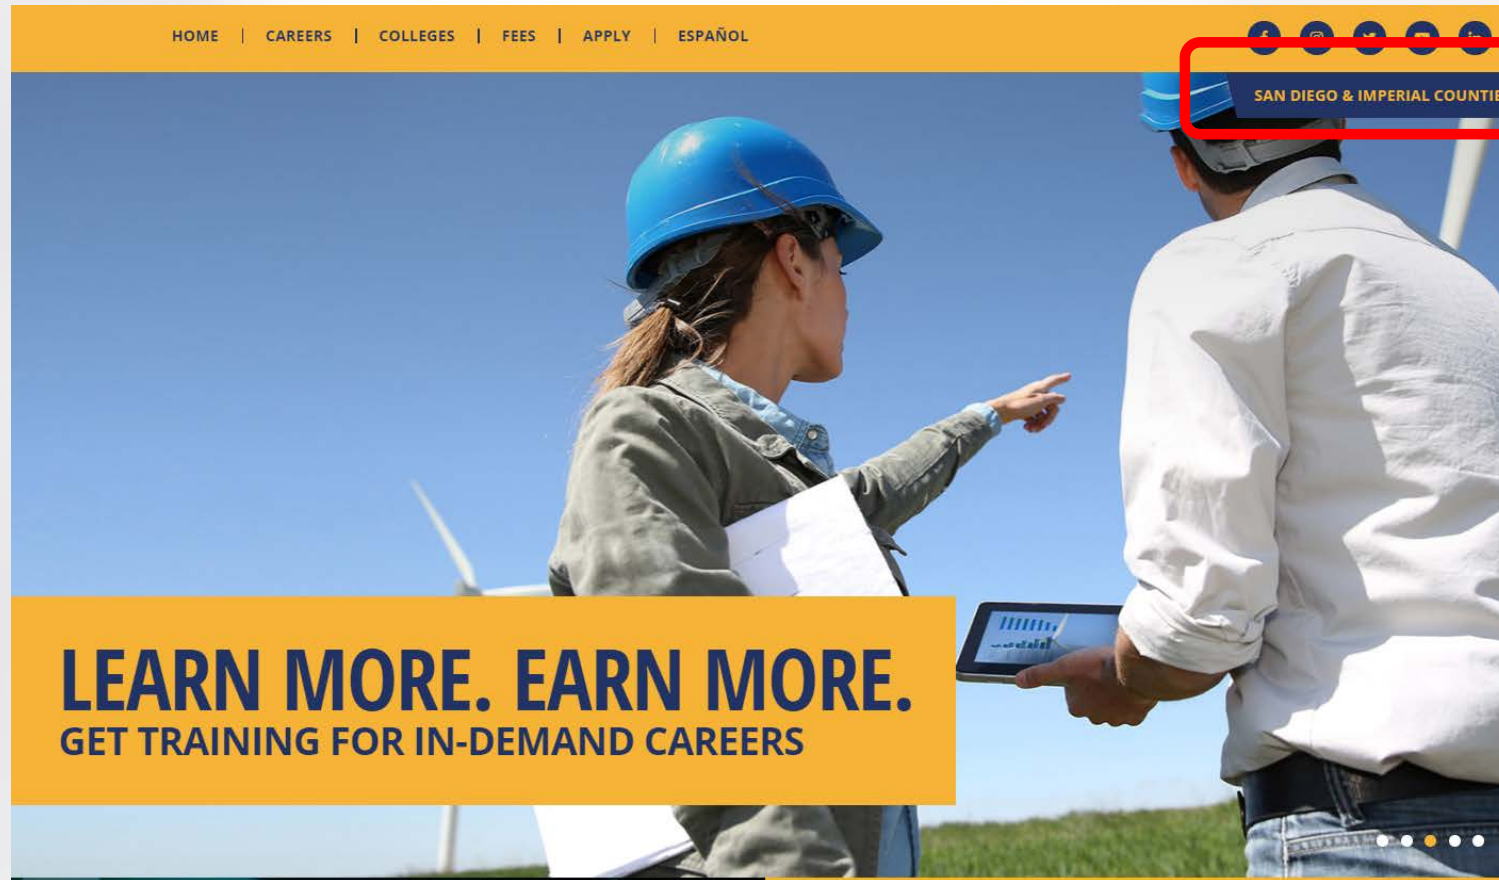 HOME | CAREERS | COLLEGES | FEES | APPLY | ESPAÑOL
SAN DIEGO & IMPERIAL COUNTIE
LEARN MORE. EARN MORE.
GET TRAINING FOR IN-DEMAND CAREERS